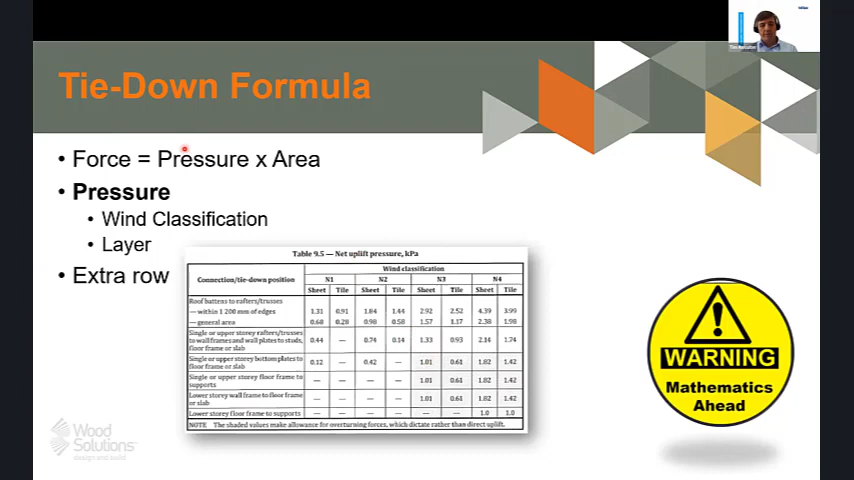 Tie-Down Formula
• Force = Pressure x Area
• Pressure
• Wind Classification
• Layer
• Extra row
Table 9.5 — Net uplift pressure, kPa
Connection/tie-down position
Wind classification
N1 N2 N3 N4
Sheet Tile Sheet Tile Sheet Tile Sheet Tile
Roof battens to rafters/trusses
— within 1 200 mm of edges 1.31 0.91 1.84 1.44 2.92 2.52 4.39 3.99
— general area 0.68 0.28 0.98 0.58 1.57 1.17 2.38 1.98
Single or upper storey rafters/trusses
to wall frames and wall plates to studs, 0.44 — 0.74 0.14 1.33 0.93 2.14 1.74
floor frame or slab
Single or upper storey bottom plates to 0.12 — 0.42 — 1.01 0.61 1.82 1.42
floor frame or slab
Single or upper storey floor frame to — — — — 1.01 0.61 1.82 1.42
supports
Lower storey wall frame to floor frame — — — — 1.01 0.61 1.82 1.42
or slab
Lower storey floor frame to supports — — — — — — 1.0 1.0
NOTE The shaded values make allowance for overturning forces, which dictate rather than direct uplift.
WARNING
Mathematics
Ahead
Wood
Solutions
design and build